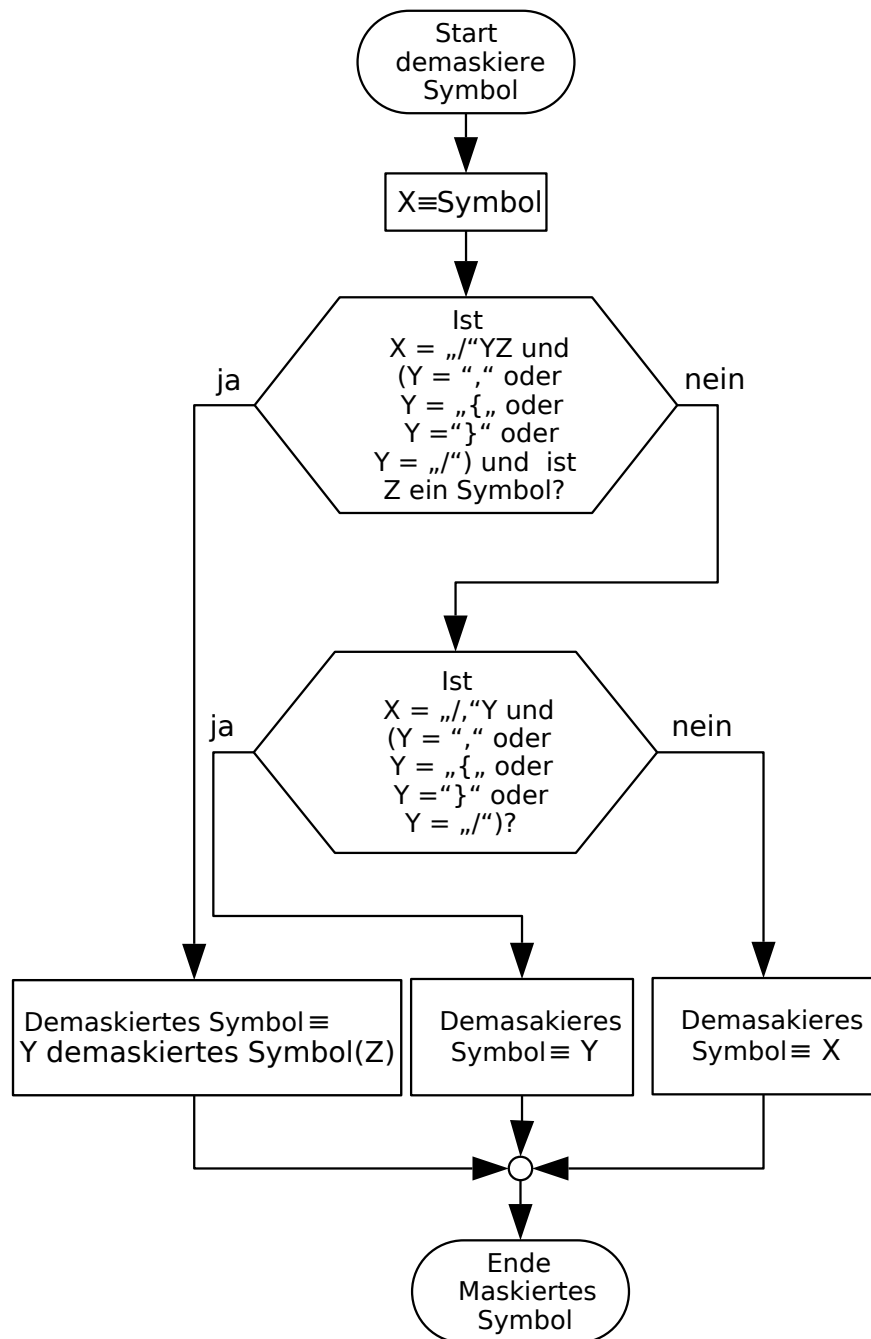 Start
demaskiere
Symbol
X≡Symbol
Ist
X = „/“YZ und
(Y = “,“ oder
Y = „{„ oder
Y =“}“ oder
Y = „/“) und ist
Z ein Symbol?
ja
nein
Ist
X = „/,“Y und
(Y = “,“ oder
Y = „{„ oder
Y =“}“ oder
Y = „/“)?
ja
nein
Demaskiertes Symbol≡
Y demaskiertes Symbol(Z)
Demasakieres
Symbol≡ Y
Demasakieres
Symbol≡ X
Ende
Maskiertes
Symbol